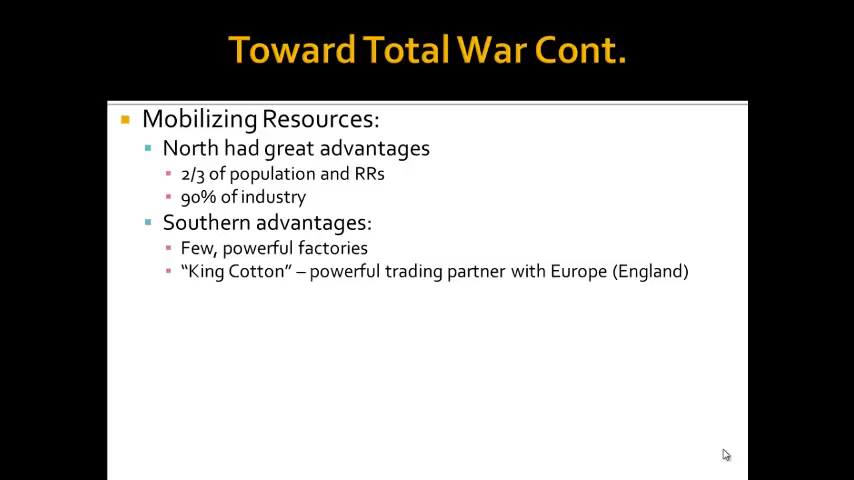 Toward Total War Cont.
Mobilizing Resources:
North had great advantages
2/3 of population and RRs
90% of industry
Southern advantages:
Few, powerful factories
“King Cotton” – powerful trading partner with Europe (England)